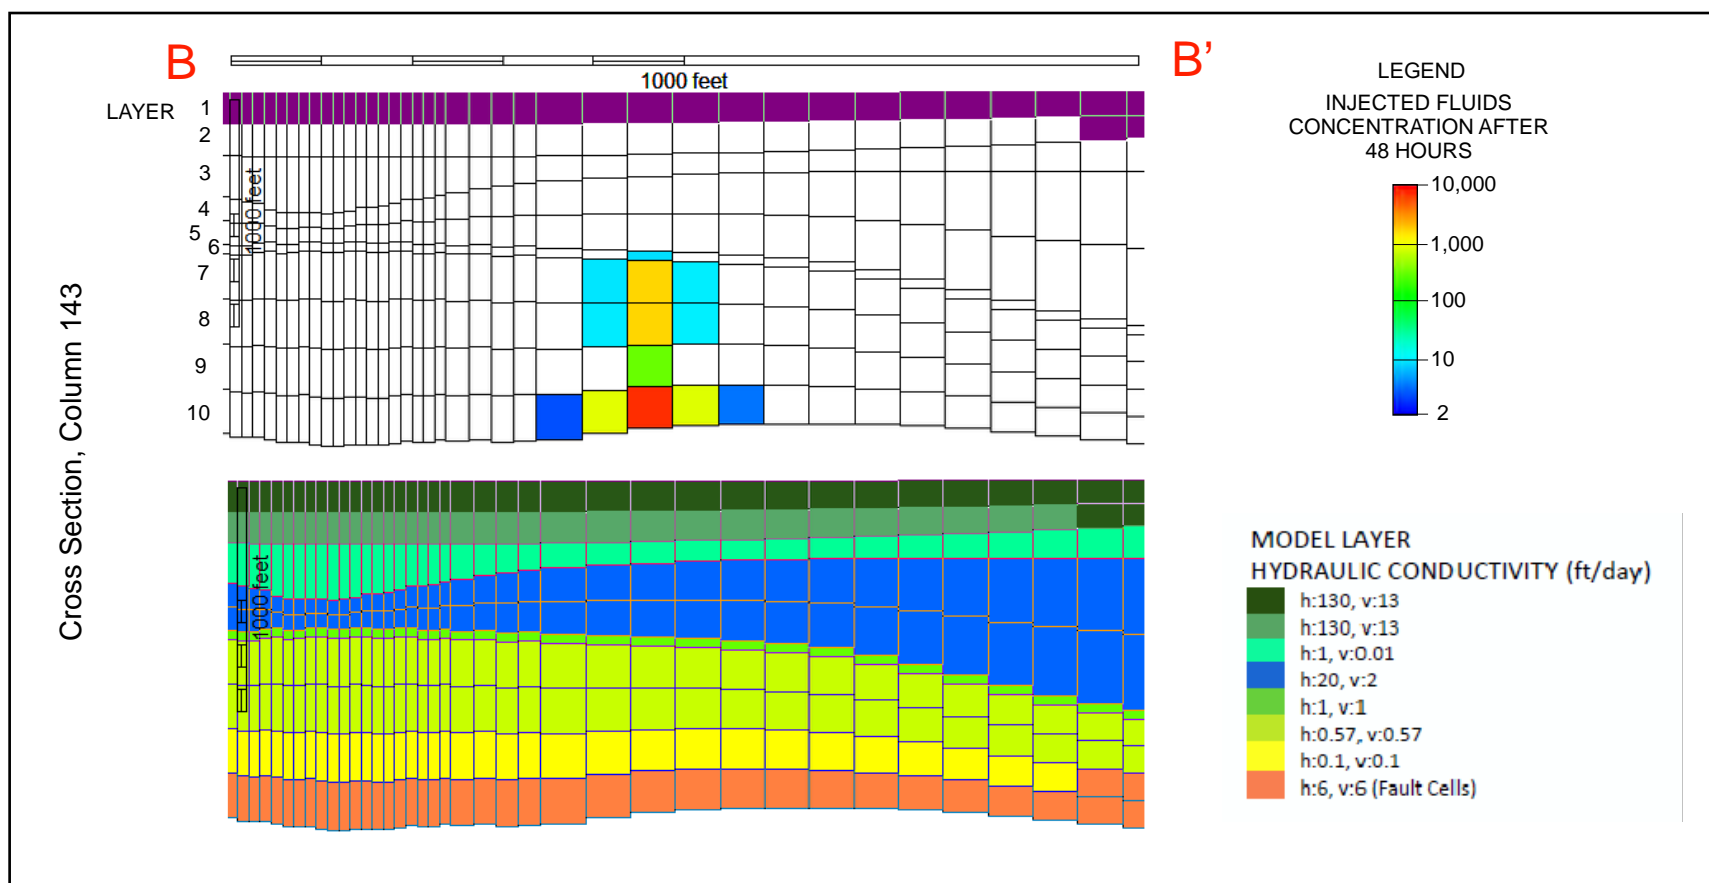 B
B’
1000 feet
LAYER
1
2
3
4
5
6
7
8
9
10
1000 feet
LEGEND
INJECTED FLUIDS
CONCENTRATION AFTER
48 HOURS
10,000
1,000
100
10
2
Cross Section, Column 143
1000 feet
MODEL LAYER
HYDRAULIC CONDUCTIVITY (ft/day)
h:130, v:13
h:130, v:13
h:1, v:0.01
h:20, v:2
h:1, v:1
h:0.57, v:0.57
h:0.1, v:0.1
h:6, v:6 (Fault Cells)